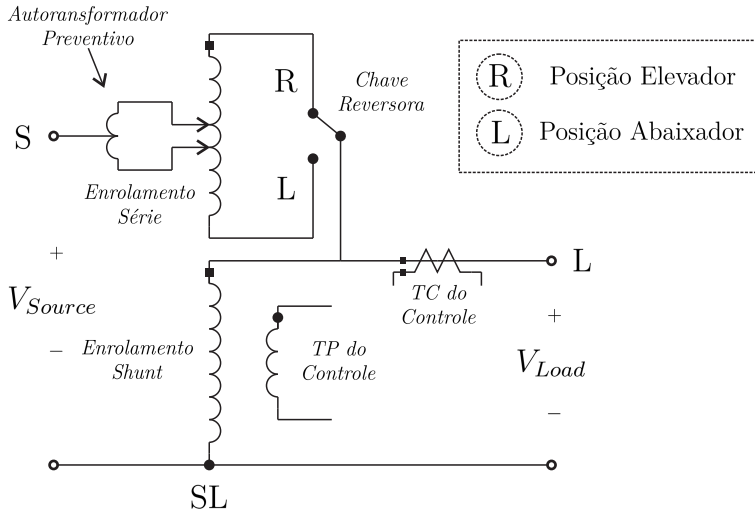 Autoransformador
Preventivo
R
Chave
Reversora
R Posição Elevador
L Posição Abaixador
S
Enrolamento
Série
L
+
V_Source
−
L
TC do
Controle
+
V_Load
−
Enrolamento
Shunt
TP do
Controle
SL